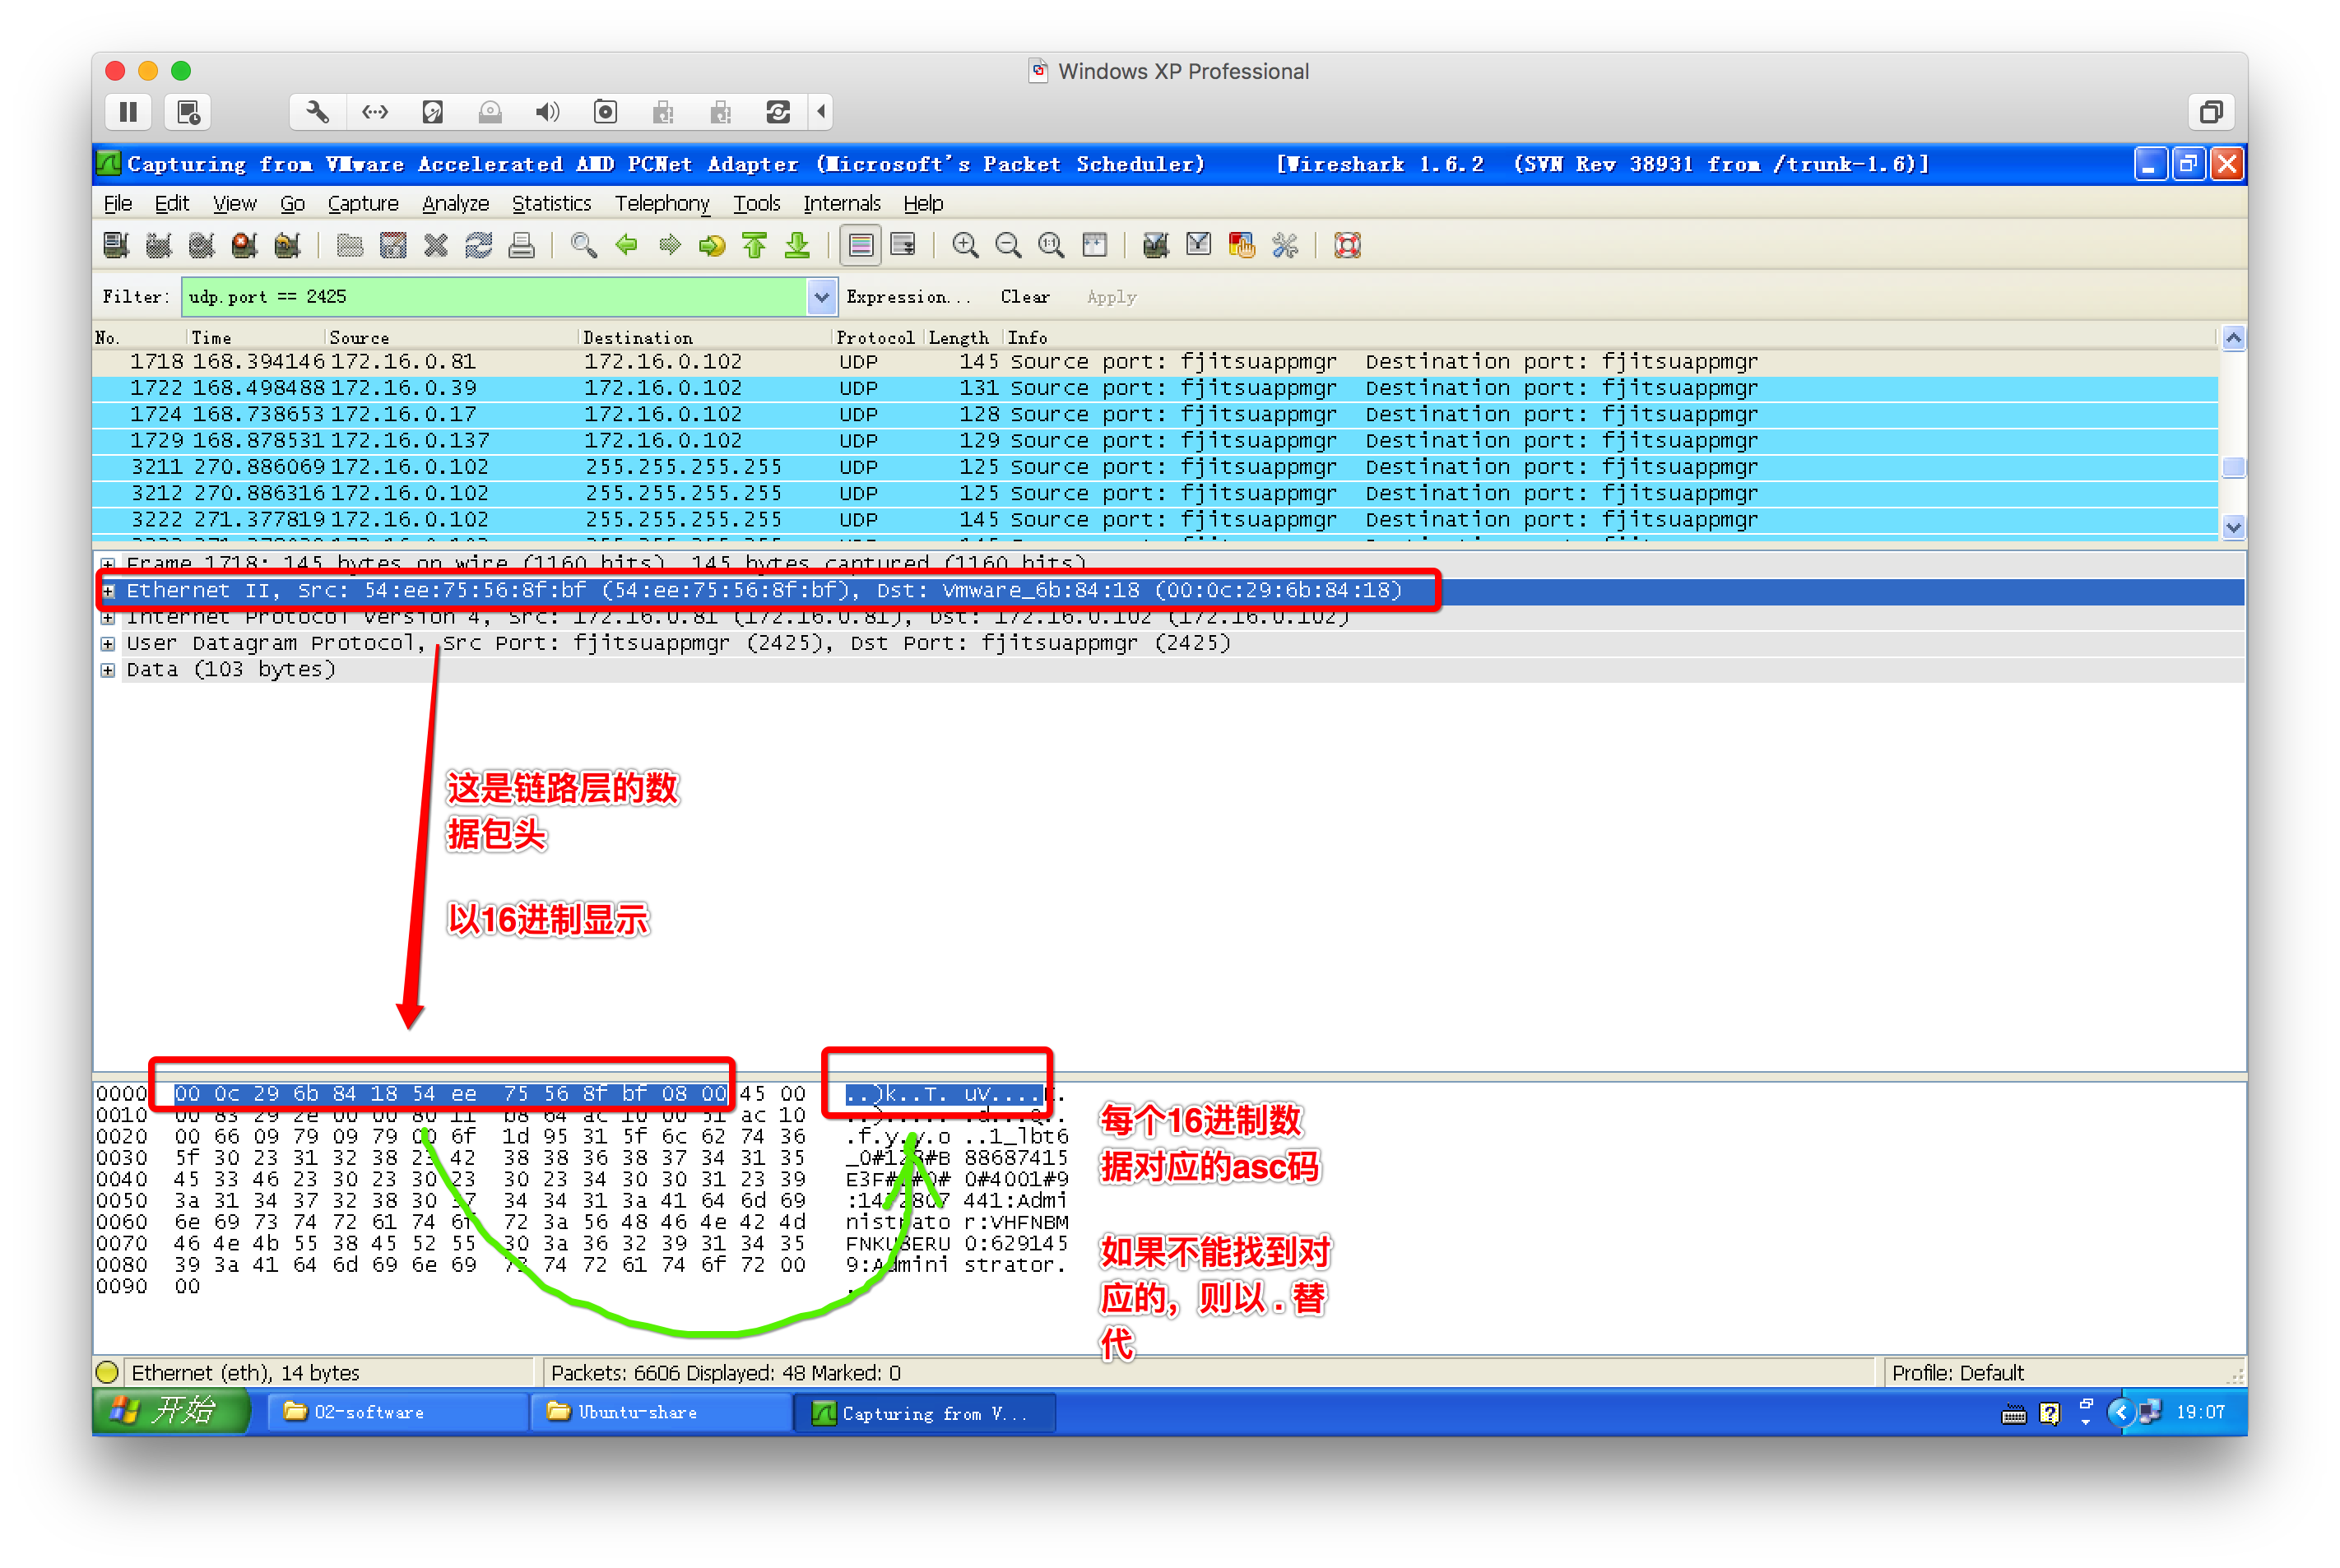 Windows XP Professional
Capturing from VMware Accelerated AMD PCNet Adapter (Microsoft's Packet Scheduler) [Wireshark 1.6.2 (SVN Rev 38931 from /trunk-1.6)]
File Edit View Go Capture Analyze Statistics Telephony Tools Internals Help
Filter: udp.port == 2425 Expression... Clear Apply
No. Time Source Destination Protocol Length Info
1718 168.394146 172.16.0.81 172.16.0.102 UDP 145 Source port: fjitsuappmgr Destination port: fjitsuappmgr
1722 168.498488 172.16.0.39 172.16.0.102 UDP 131 Source port: fjitsuappmgr Destination port: fjitsuappmgr
1724 168.738653 172.16.0.17 172.16.0.102 UDP 128 Source port: fjitsuappmgr Destination port: fjitsuappmgr
1729 168.878531 172.16.0.137 172.16.0.102 UDP 129 Source port: fjitsuappmgr Destination port: fjitsuappmgr
3211 270.886069 172.16.0.102 255.255.255.255 UDP 125 Source port: fjitsuappmgr Destination port: fjitsuappmgr
3212 270.886316 172.16.0.102 255.255.255.255 UDP 125 Source port: fjitsuappmgr Destination port: fjitsuappmgr
3222 271.377819 172.16.0.102 255.255.255.255 UDP 145 Source port: fjitsuappmgr Destination port: fjitsuappmgr
Frame 1718: 145 bytes on wire (1160 bits), 145 bytes captured (1160 bits)
Ethernet II, Src: 54:ee:75:56:8f:bf (54:ee:75:56:8f:bf), Dst: Vmware_6b:84:18 (00:0c:29:6b:84:18)
Internet Protocol Version 4, Src: 172.16.0.81 (172.16.0.81), Dst: 172.16.0.102 (172.16.0.102)
User Datagram Protocol, Src Port: fjitsuappmgr (2425), Dst Port: fjitsuappmgr (2425)
Data (103 bytes)
这是链路层的数
据包头
以16进制显示
0000 00 0c 29 6b 84 18 54 ee 75 56 8f bf 08 00 45 00 ..)k..T. uV....E.
0010 00 83 29 2e 00 00 80 11 b8 64 ac 10 00 51 ac 10 ..)..... .d...Q..
0020 00 66 09 79 09 79 00 6f 1d 95 31 5f 6c 62 74 36 .f.y.y.o ..1_lbt6
0030 5f 30 23 31 32 38 23 42 38 38 36 38 37 34 31 35 _0#128#B 88687415
0040 45 33 46 23 30 23 30 23 30 23 34 30 30 31 23 39 E3F#0#0# 0#4001#9
0050 3a 31 34 37 32 38 30 37 34 34 31 3a 41 64 6d 69 :1472807 441:Admi
0060 6e 69 73 74 72 61 74 6f 72 3a 56 48 46 4e 42 4d nistrato r:VHFNBM
0070 46 4e 4b 55 38 45 52 55 30 3a 36 32 39 31 34 35 FNKU8ERU 0:629145
0080 39 3a 41 64 6d 69 6e 69 73 74 72 61 74 6f 72 00 9:Admini strator.
0090 00 .
每个16进制数
据对应的asc码
如果不能找到对
应的，则以 . 替
代
Ethernet (eth), 14 bytes Packets: 6606 Displayed: 48 Marked: 0 Profile: Default
开始 02-software Ubuntu-share Capturing from V... 19:07